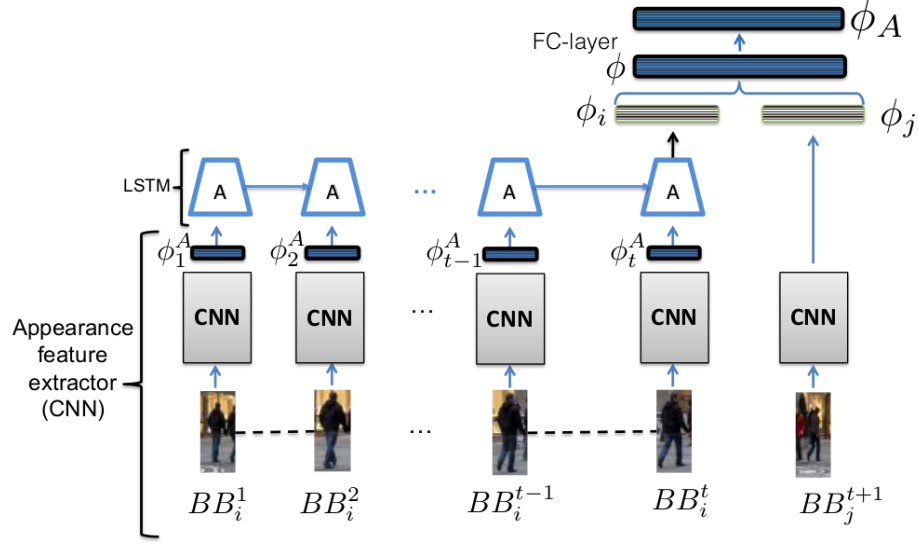 ϕ_A
FC-layer
ϕ
ϕ_i
ϕ_j
LSTM
A
A
...
A
A
ϕ_1^A
ϕ_2^A
ϕ_{t-1}^A
ϕ_t^A
CNN
CNN
...
CNN
CNN
CNN
Appearance
feature
extractor
(CNN)
...
BB_i^1
BB_i^2
BB_i^{t-1}
BB_i^t
BB_j^{t+1}